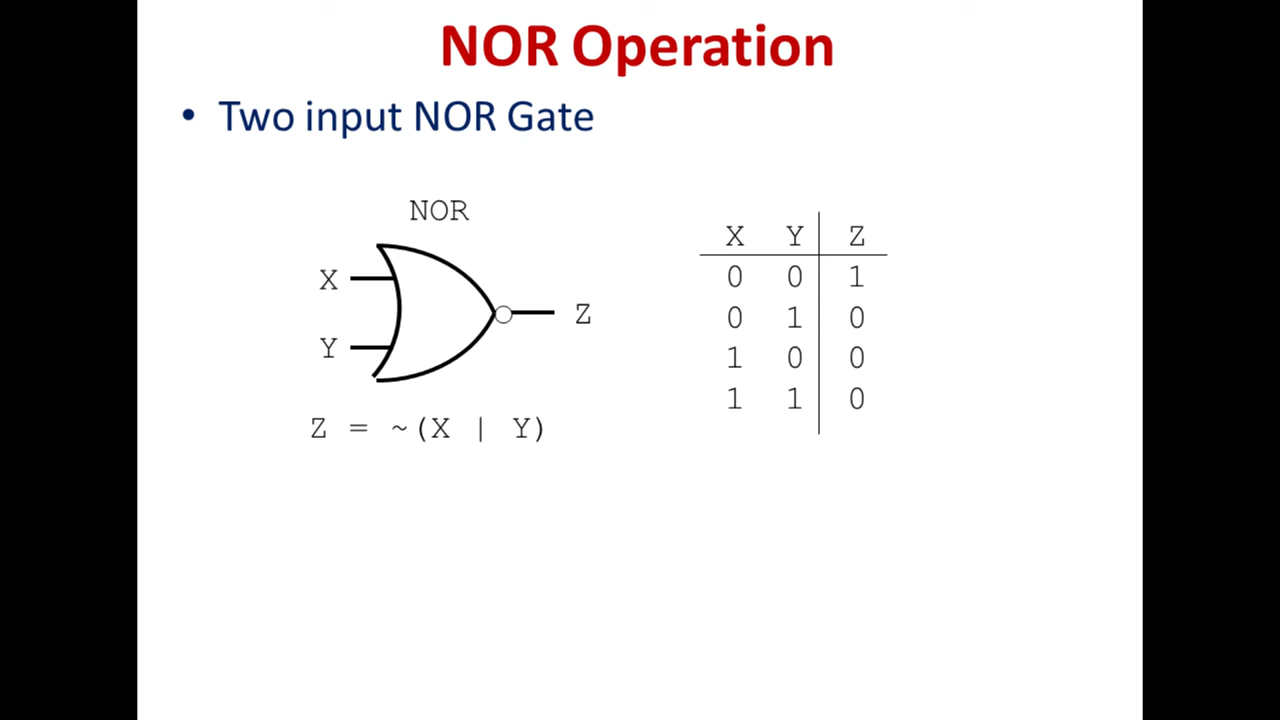 NOR Operation
• Two input NOR Gate
NOR
X
Y
Z
Z = ~(X | Y)
X Y Z
0 0 1
0 1 0
1 0 0
1 1 0